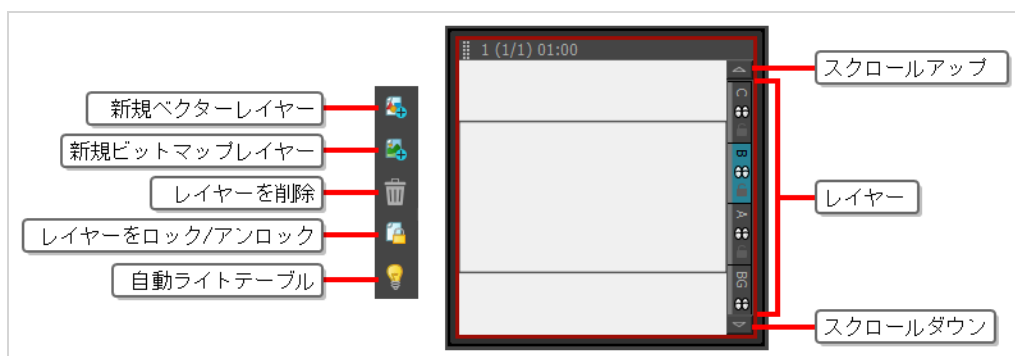 1 (1/1) 01:00
スクロールアップ
新規ベクターレイヤー
C
新規ビットマップレイヤー
B
レイヤーを削除
レイヤー
A
レイヤーをロック/アンロック
自動ライトテーブル
BG
スクロールダウン